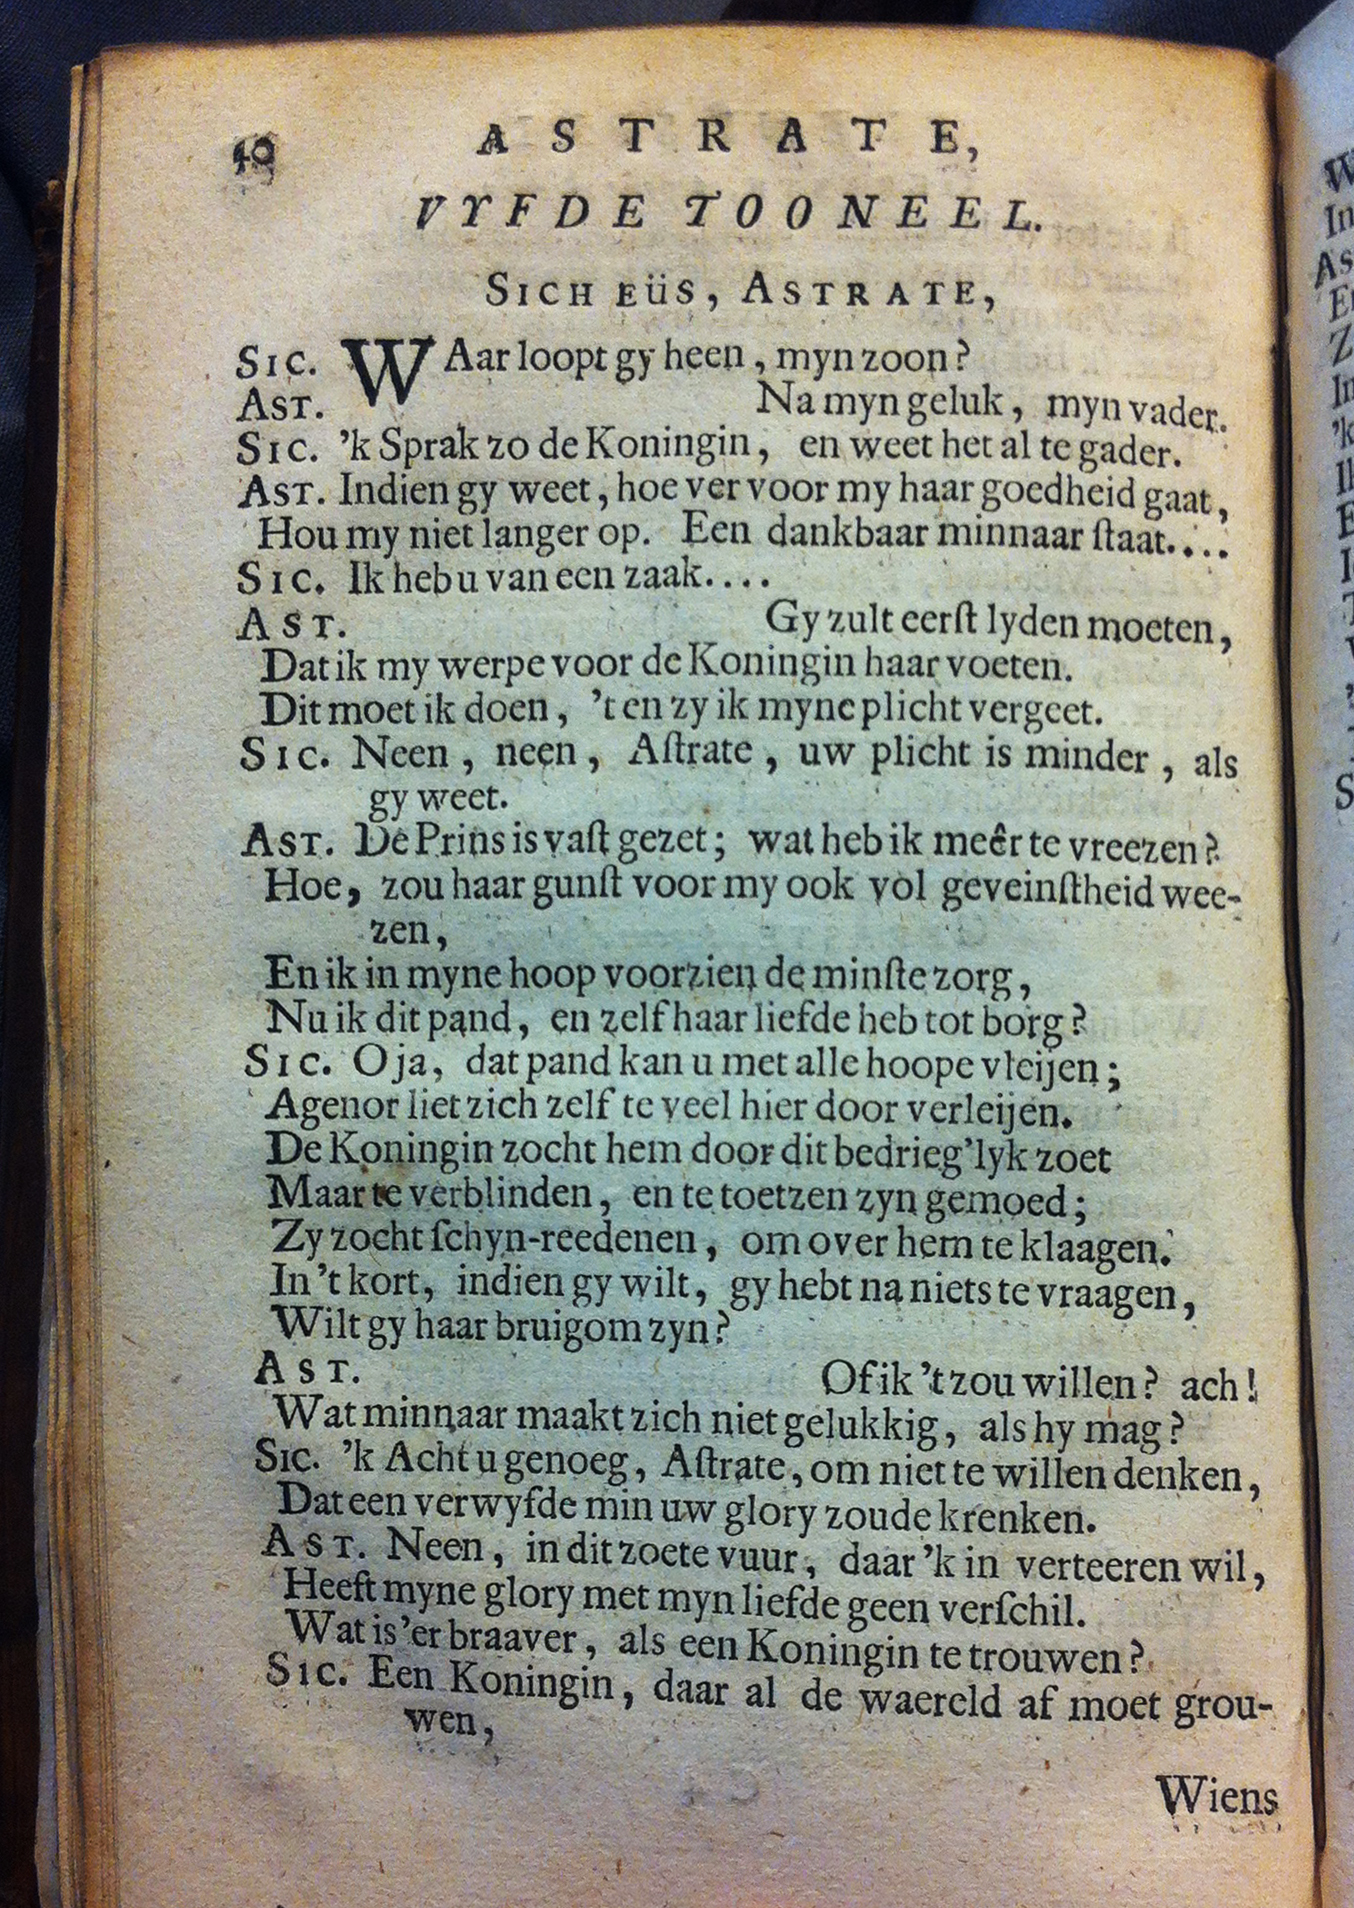 40
ASTRATE,
VYFDE TOONEEL.
SICHEÜS, ASTRATE,
SIC. WAar loopt gy heen, myn zoon?
AST. Na myn geluk, myn vader.
SIC. 'k Sprak zo de Koningin, en weet het al te gader.
AST. Indien gy weet, hoe ver voor my haar goedheid gaat,
Hou my niet langer op. Een dankbaar minnaar ſtaat....
SIC. Ik heb u van een zaak....
AST. Gy zult eerſt lyden moeten,
Dat ik my werpe voor de Koningin haar voeten.
Dit moet ik doen, 't en zy ik myne plicht vergeet.
SIC. Neen, neen, Aſtrate, uw plicht is minder, als
gy weet.
AST. De Prins is vaſt gezet; wat heb ik meêr te vreezen?
Hoe, zou haar gunſt voor my ook vol geveinſtheid wee-
zen,
En ik in myne hoop voorzien de minſte zorg,
Nu ik dit pand, en zelf haar liefde heb tot borg?
SIC. O ja, dat pand kan u met alle hoope vleijen;
Agenor liet zich zelf te veel hier door verleijen.
De Koningin zocht hem door dit bedrieg'lyk zoet
Maar te verblinden, en te toetzen zyn gemoed;
Zy zocht ſchyn-reedenen, om over hem te klaagen.
In 't kort, indien gy wilt, gy hebt na niets te vraagen,
Wilt gy haar bruigom zyn?
AST. Of ik 't zou willen? ach!
Wat minnaar maakt zich niet gelukkig, als hy mag?
SIC. 'k Acht u genoeg, Aſtrate, om niet te willen denken,
Dat een verwyfde min uw glory zoude krenken.
AST. Neen, in dit zoete vuur, daar 'k in verteeren wil,
Heeft myne glory met myn liefde geen verſchil.
Wat is 'er braaver, als een Koningin te trouwen?
SIC. Een Koningin, daar al de waereld af moet grou-
wen,
Wiens